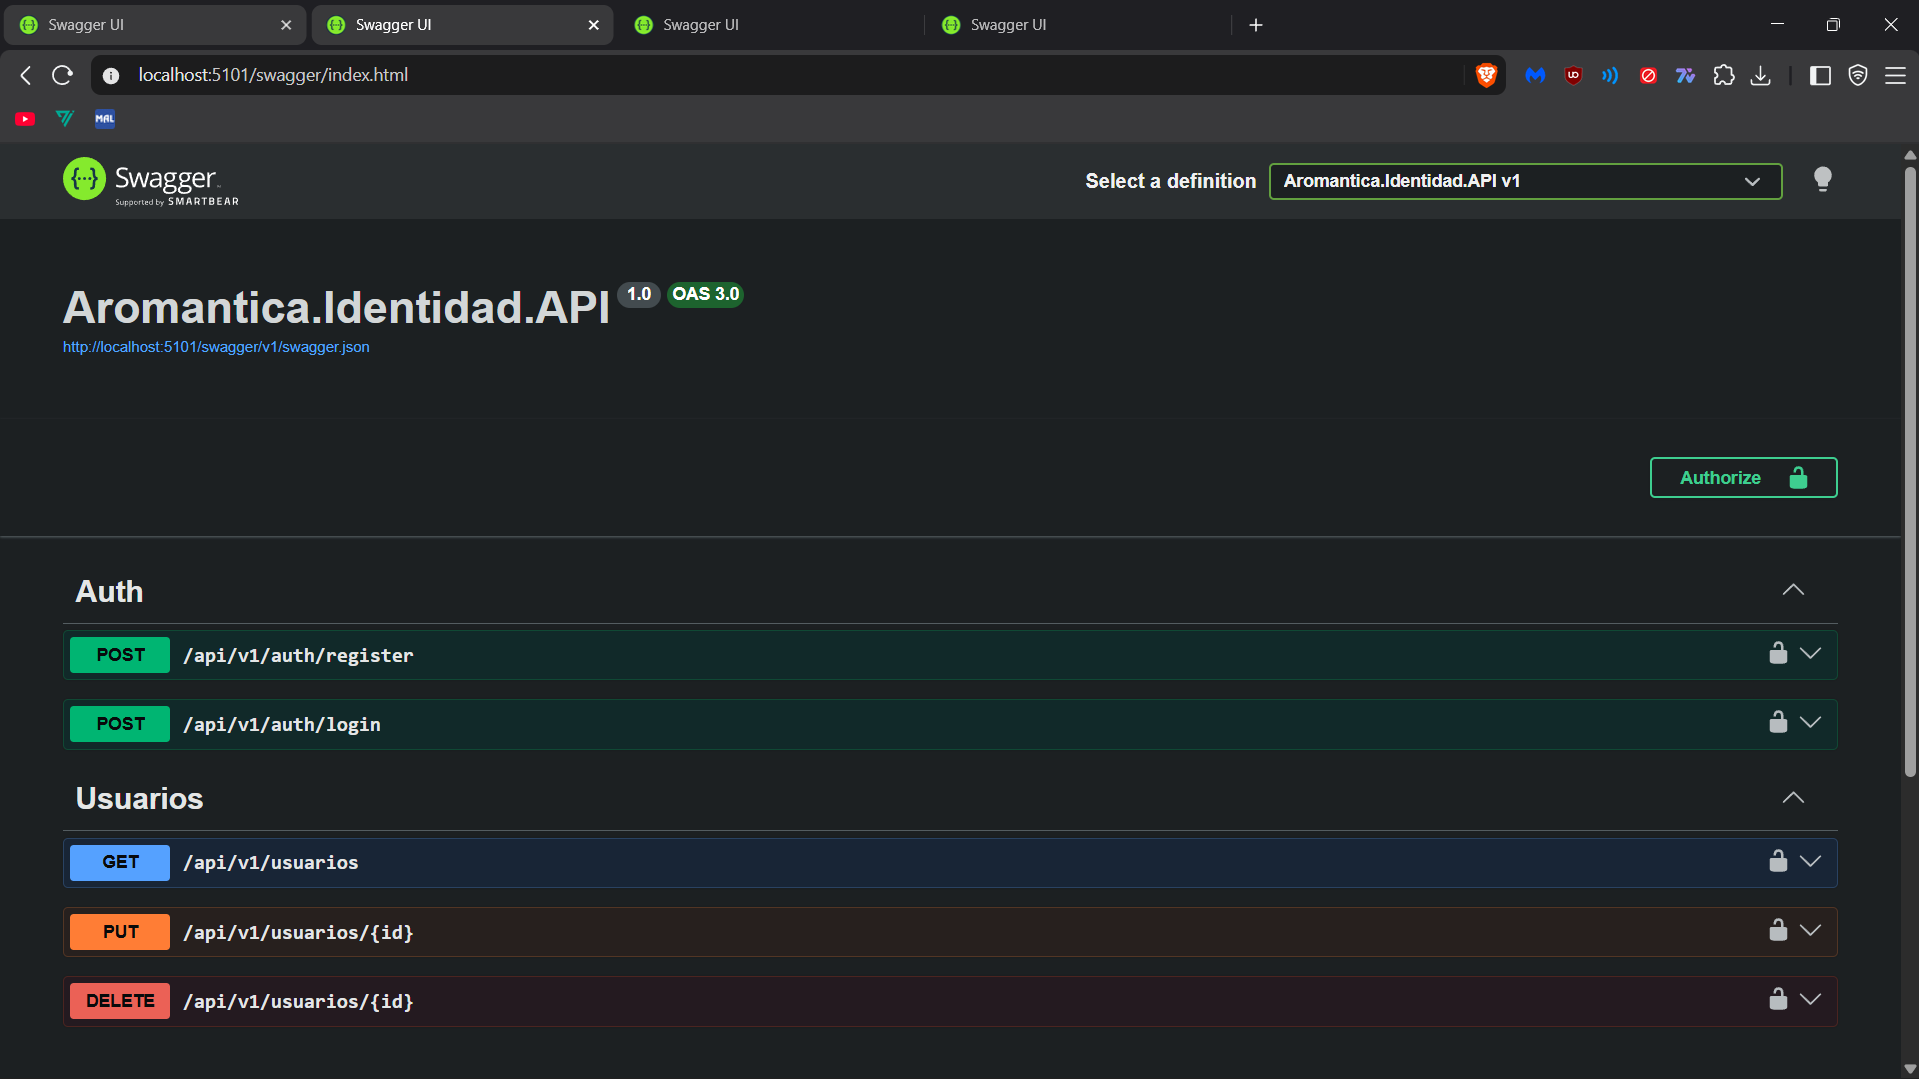 Swagger UI
Swagger UI
Swagger UI
Swagger UI
localhost:5101/swagger/index.html
UO
MAL
Swagger
Supported by SMARTBEAR
Select a definition
Aromantica.Identidad.API v1
Aromantica.Identidad.API 1.0 OAS 3.0
http://localhost:5101/swagger/v1/swagger.json
Authorize
Auth
POST /api/v1/auth/register
POST /api/v1/auth/login
Usuarios
GET /api/v1/usuarios
PUT /api/v1/usuarios/{id}
DELETE /api/v1/usuarios/{id}